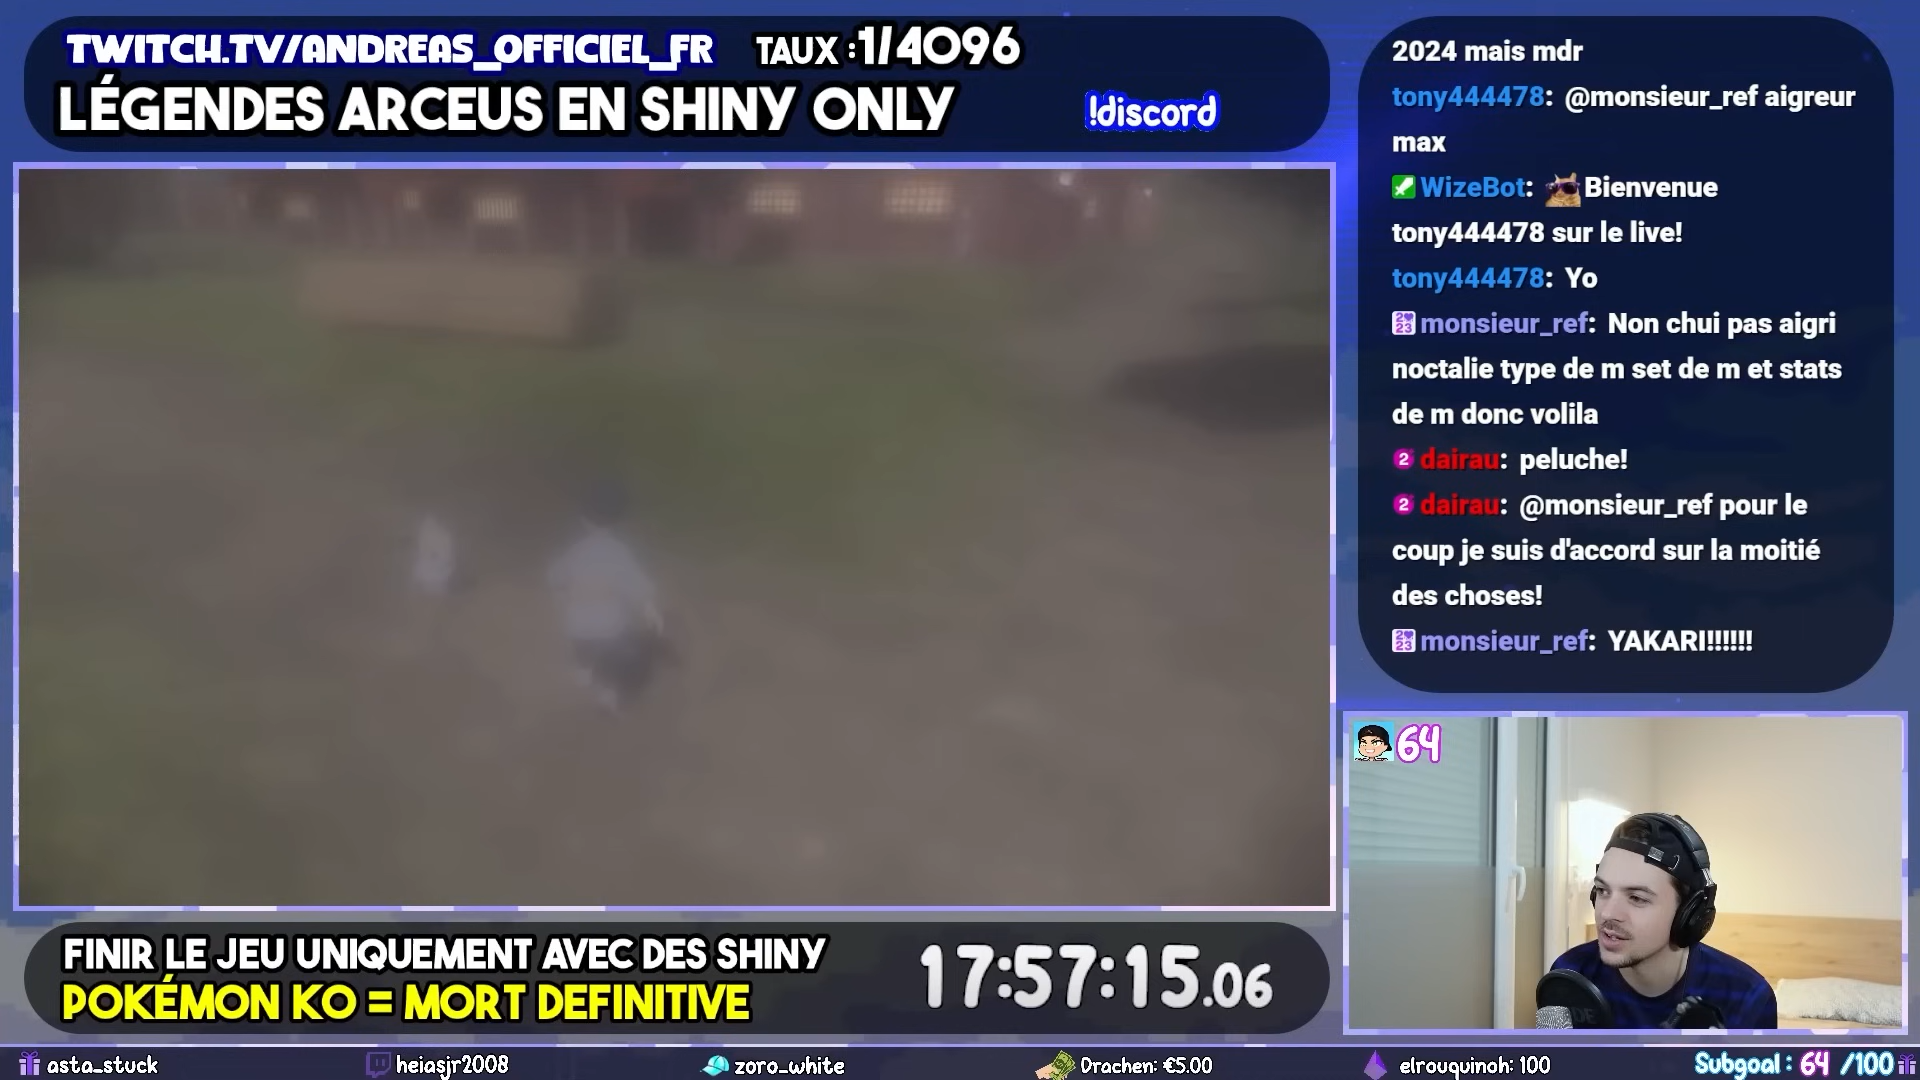 TWITCH.TV/ANDREAS_OFFICIEL_FR TAUX :1/4096
LÉGENDES ARCEUS EN SHINY ONLY
!discord
2024 mais mdr
tony444478: @monsieur_ref aigreur
max
WizeBot: Bienvenue
tony444478 sur le live!
tony444478: Yo
monsieur_ref: Non chui pas aigri
noctalie type de m set de m et stats
de m donc volila
2 dairau: peluche!
2 dairau: @monsieur_ref pour le
coup je suis d'accord sur la moitié
des choses!
monsieur_ref: YAKARI!!!!!!
64
FINIR LE JEU UNIQUEMENT AVEC DES SHINY
POKÉMON KO = MORT DEFINITIVE
17:57:15.06
asta_stuck
heiasjr2008
zoro_white
Drachen: €5.00
elrouquinoh: 100
Subgoal : 64 /100